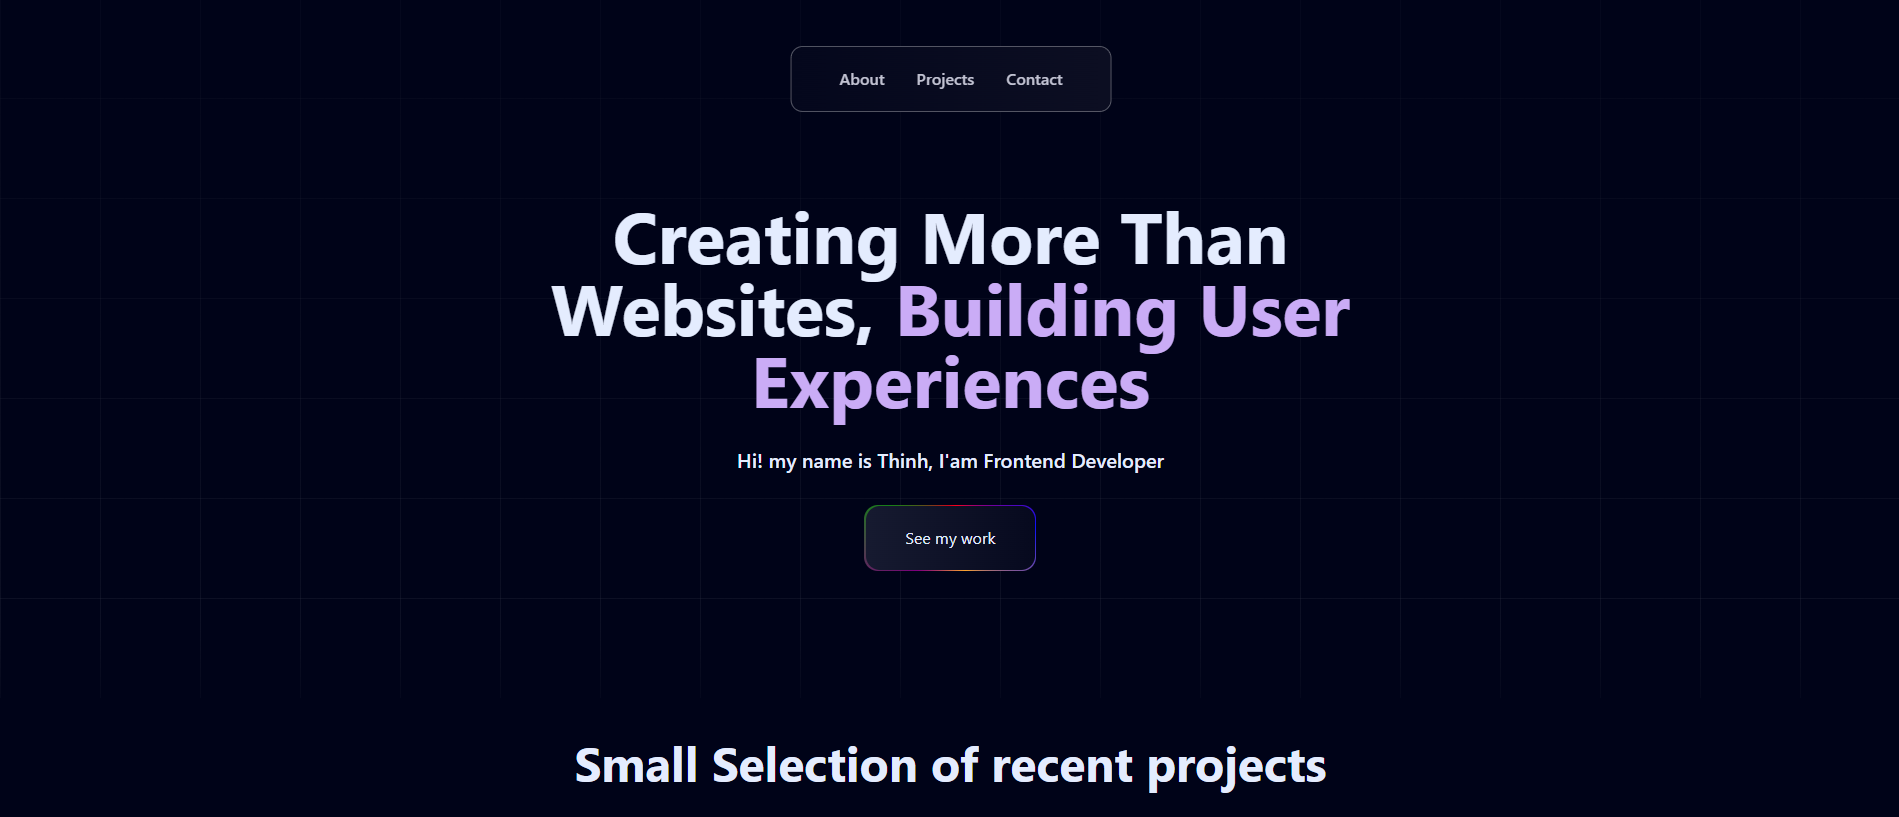 About Projects Contact
Creating More Than
Websites, Building User
Experiences
Hi! my name is Thinh, I'am Frontend Developer
See my work
Small Selection of recent projects